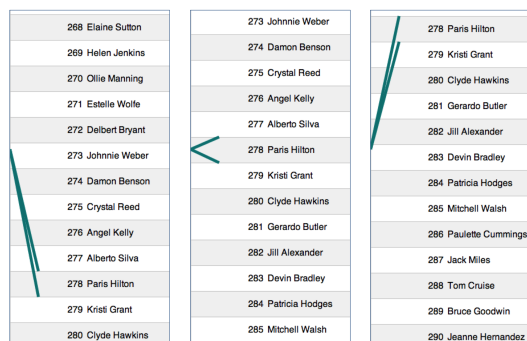 268 Elaine Sutton
269 Helen Jenkins
270 Ollie Manning
271 Estelle Wolfe
272 Delbert Bryant
273 Johnnie Weber
274 Damon Benson
275 Crystal Reed
276 Angel Kelly
277 Alberto Silva
278 Paris Hilton
279 Kristi Grant
280 Clyde Hawkins
273 Johnnie Weber
274 Damon Benson
275 Crystal Reed
276 Angel Kelly
277 Alberto Silva
278 Paris Hilton
279 Kristi Grant
280 Clyde Hawkins
281 Gerardo Butler
282 Jill Alexander
283 Devin Bradley
284 Patricia Hodges
285 Mitchell Walsh
278 Paris Hilton
279 Kristi Grant
280 Clyde Hawkins
281 Gerardo Butler
282 Jill Alexander
283 Devin Bradley
284 Patricia Hodges
285 Mitchell Walsh
286 Paulette Cummings
287 Jack Miles
288 Tom Cruise
289 Bruce Goodwin
290 Jeanne Hernandez